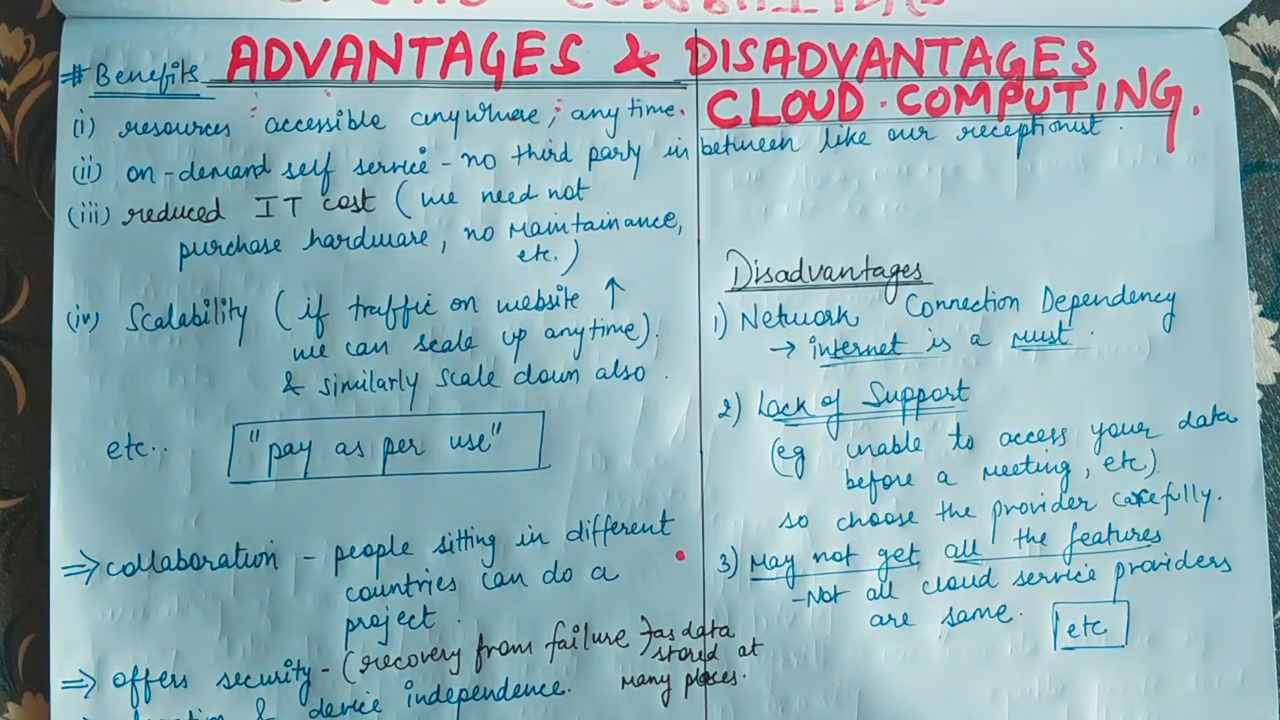 ADVANTAGES & DISADVANTAGES
CLOUD COMPUTING.
# Benefits
(i) resources accessible anywhere, any time.
(ii) on-demand self service - no third party in between like our receptionist.
(iii) reduced IT cost (we need not
purchase hardware, no maintainance,
etc.)
(iv) Scalability (if traffic on website ↑
we can scale up anytime).
& similarly scale down also.
etc..
"pay as per use"
⇒ collaboration - people sitting in different
countries can do a
project.
⇒ offers security - (recovery from failure) as data
stored at
many places.
& device independence.
Disadvantages
1) Network Connection Dependency
→ internet is a must.
2) Lack of Support
(eg unable to access your data
before a meeting, etc).
so choose the provider carefully.
3) May not get all the features
- Not all cloud service providers
are same.
etc